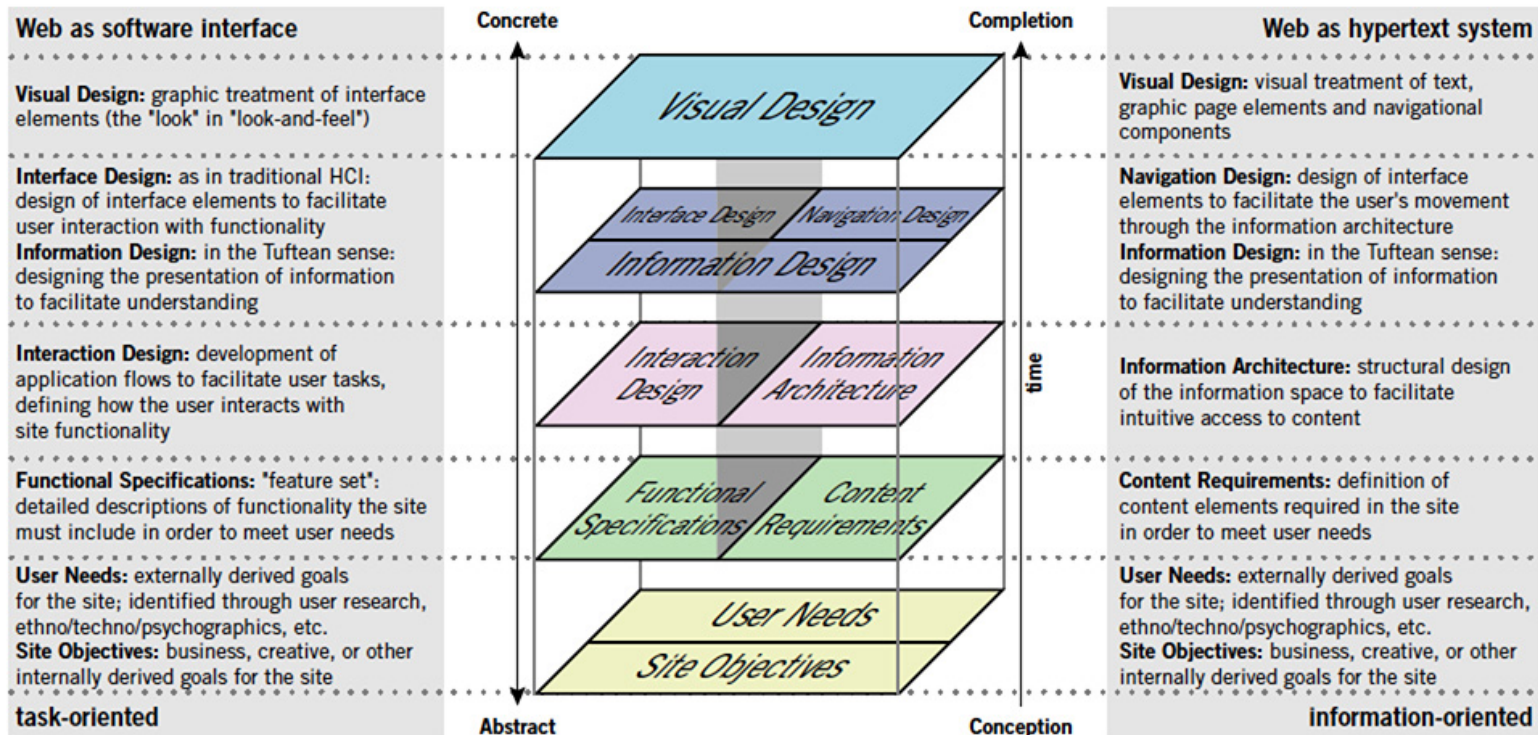 Web as software interface
Visual Design: graphic treatment of interface
elements (the "look" in "look-and-feel")
Interface Design: as in traditional HCI:
design of interface elements to facilitate
user interaction with functionality
Information Design: in the Tuftean sense:
designing the presentation of information
to facilitate understanding
Interaction Design: development of
application flows to facilitate user tasks,
defining how the user interacts with
site functionality
Functional Specifications: "feature set":
detailed descriptions of functionality the site
must include in order to meet user needs
User Needs: externally derived goals
for the site; identified through user research,
ethno/techno/psychographics, etc.
Site Objectives: business, creative, or other
internally derived goals for the site
task-oriented
Concrete
Completion
Visual Design
Interface Design
Navigation Design
Information Design
Interaction
Design
Information
Architecture
Functional
Specifications
Content
Requirements
User Needs
Site Objectives
time
Abstract
Conception
Web as hypertext system
Visual Design: visual treatment of text,
graphic page elements and navigational
components
Navigation Design: design of interface
elements to facilitate the user's movement
through the information architecture
Information Design: in the Tuftean sense:
designing the presentation of information
to facilitate understanding
Information Architecture: structural design
of the information space to facilitate
intuitive access to content
Content Requirements: definition of
content elements required in the site
in order to meet user needs
User Needs: externally derived goals
for the site; identified through user research,
ethno/techno/psychographics, etc.
Site Objectives: business, creative, or other
internally derived goals for the site
information-oriented